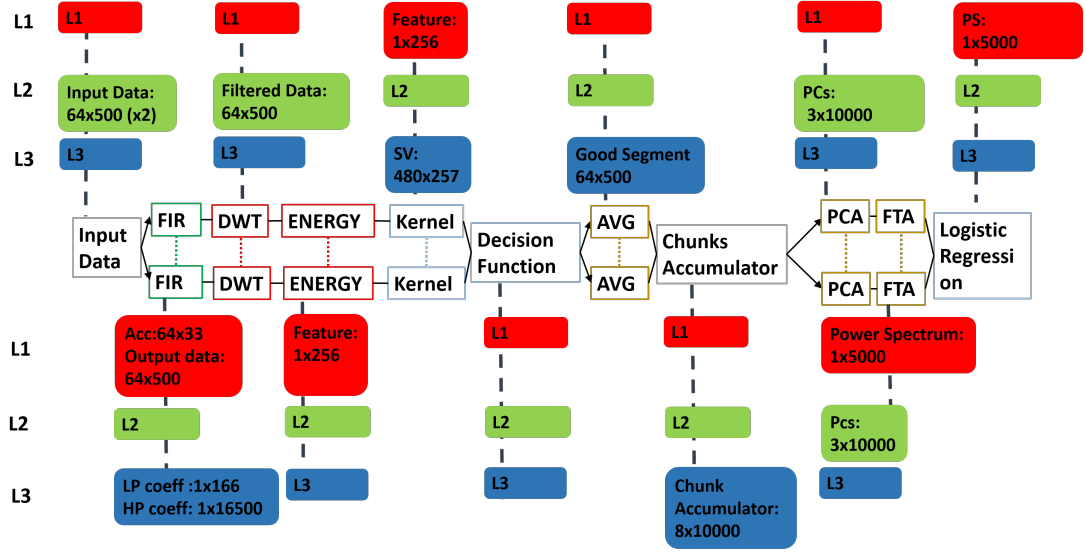 L1
L1
L1
Feature:
1x256
L1
L1
PS:
1x5000
L2
Input Data:
64x500 (x2)
Filtered Data:
64x500
L2
L2
PCs:
3x10000
L2
L3
L3
L3
SV:
480x257
Good Segment
64x500
L3
L3
Input
Data
FIR
DWT
ENERGY
Kernel
FIR
DWT
ENERGY
Kernel
Decision
Function
AVG
AVG
Chunks
Accumulator
PCA
FTA
PCA
FTA
Logistic
Regressi
on
L1
Acc:64x33
Output data:
64x500
Feature:
1x256
L1
L1
Power Spectrum:
1x5000
L2
L2
L2
L2
L2
Pcs:
3x10000
L3
LP coeff :1x166
HP coeff: 1x16500
L3
L3
Chunk
Accumulator:
8x10000
L3